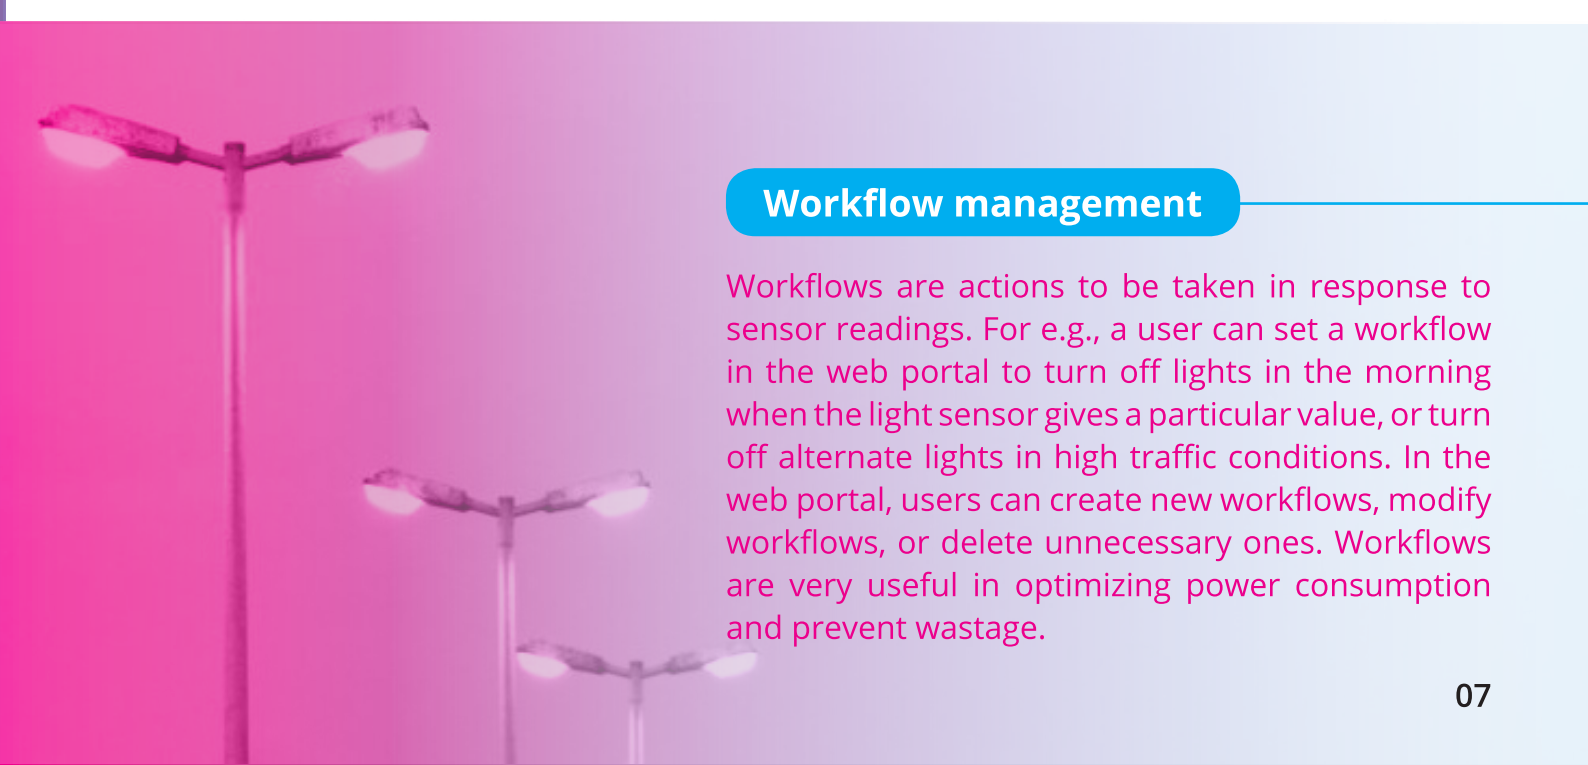 Workflow management
Workflows are actions to be taken in response to
sensor readings. For e.g., a user can set a workflow
in the web portal to turn off lights in the morning
when the light sensor gives a particular value, or turn
off alternate lights in high traffic conditions. In the
web portal, users can create new workflows, modify
workflows, or delete unnecessary ones. Workflows
are very useful in optimizing power consumption
and prevent wastage.
07